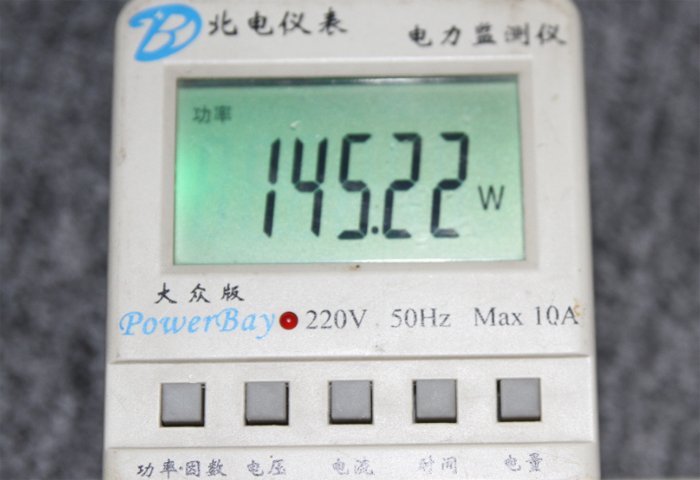 北电仪表 电力监测仪
功率
145.22 W
大众版
PowerBay 220V 50Hz Max 10A
功率·因数 电压 电流 时间 电量